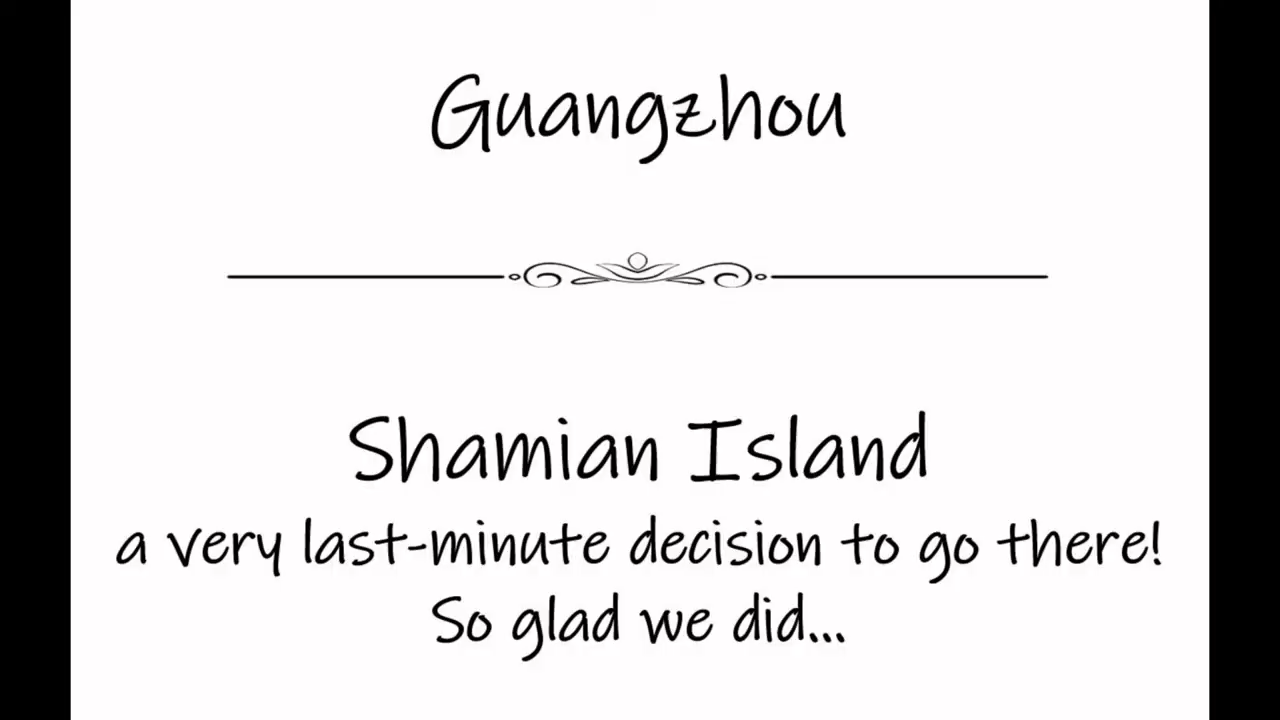 Guangzhou
Shamian Island
a very last-minute decision to go there!
So glad we did...